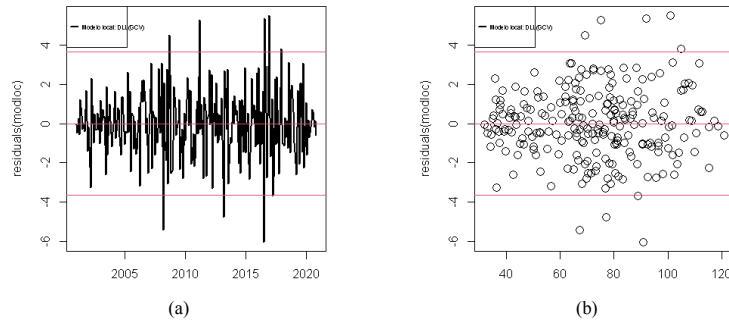 Modelo local: DLL(GCV)
residuals(modloc)
4
2
0
-2
-4
-6
2005 2010 2015 2020
(a)
Modelo local: DLL(GCV)
residuals(modloc)
4
2
0
-2
-4
-6
40 60 80 100 120
(b)